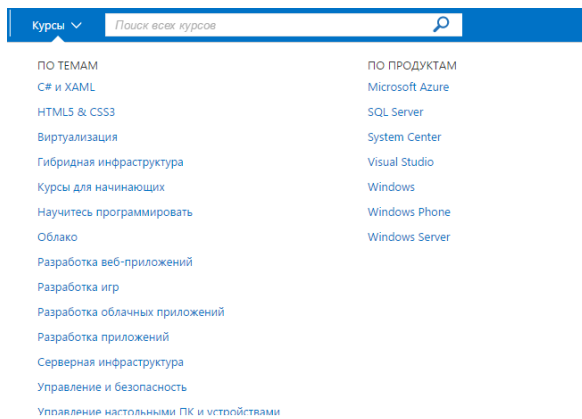 Курсы
Поиск всех курсов
ПО ТЕМАМ
C# и XAML
HTML5 & CSS3
Виртуализация
Гибридная инфраструктура
Курсы для начинающих
Научитесь программировать
Облако
Разработка веб-приложений
Разработка игр
Разработка облачных приложений
Разработка приложений
Серверная инфраструктура
Управление и безопасность
Управление настольными ПК и устройствами
ПО ПРОДУКТАМ
Microsoft Azure
SQL Server
System Center
Visual Studio
Windows
Windows Phone
Windows Server